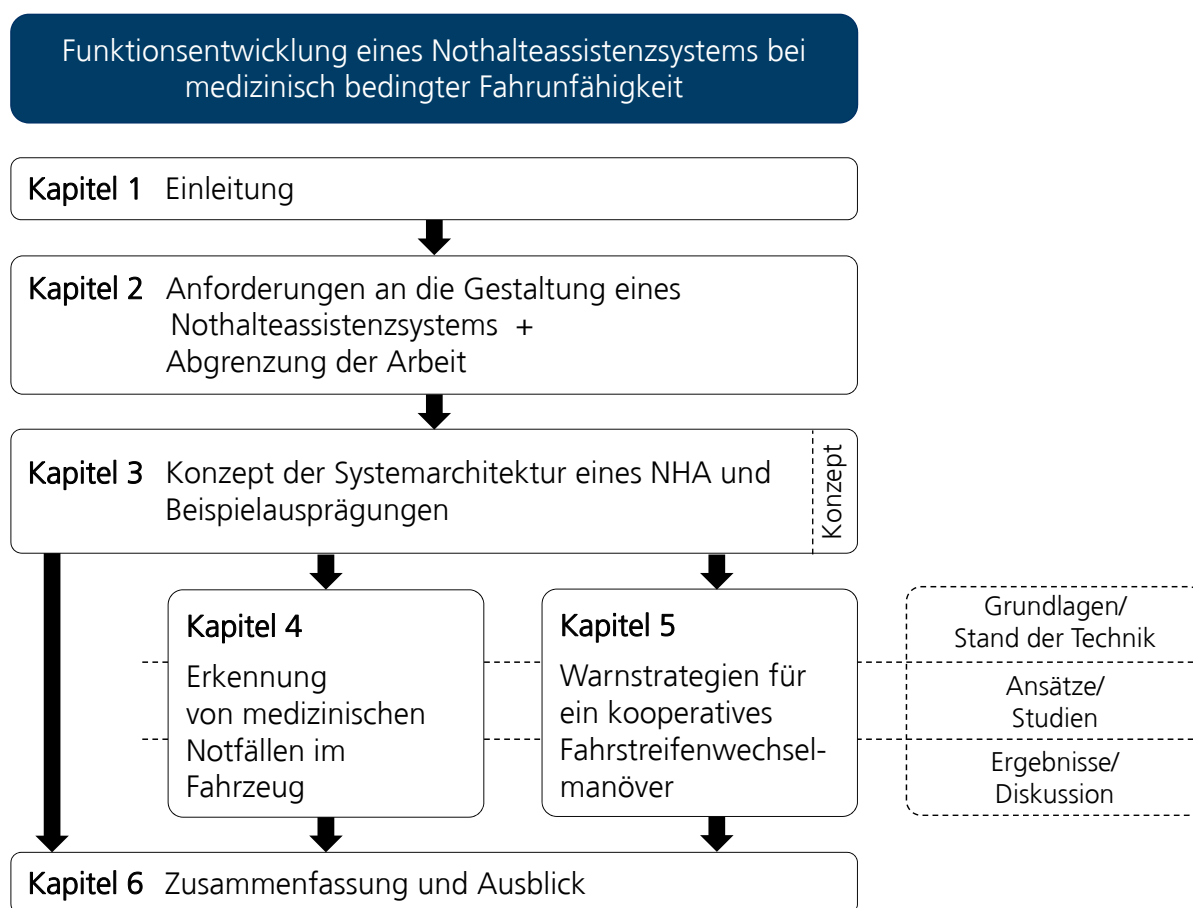 Funktionsentwicklung eines Nothalteassistenzsystems bei
medizinisch bedingter Fahrunfähigkeit
Kapitel 1 Einleitung
Kapitel 2 Anforderungen an die Gestaltung eines
Nothalteassistenzsystems +
Abgrenzung der Arbeit
Kapitel 3 Konzept der Systemarchitektur eines NHA und
Beispielausprägungen
Konzept
Kapitel 4
Erkennung
von medizinischen
Notfällen im
Fahrzeug
Kapitel 5
Warnstrategien für
ein kooperatives
Fahrstreifenwechsel-
manöver
Grundlagen/
Stand der Technik
Ansätze/
Studien
Ergebnisse/
Diskussion
Kapitel 6 Zusammenfassung und Ausblick